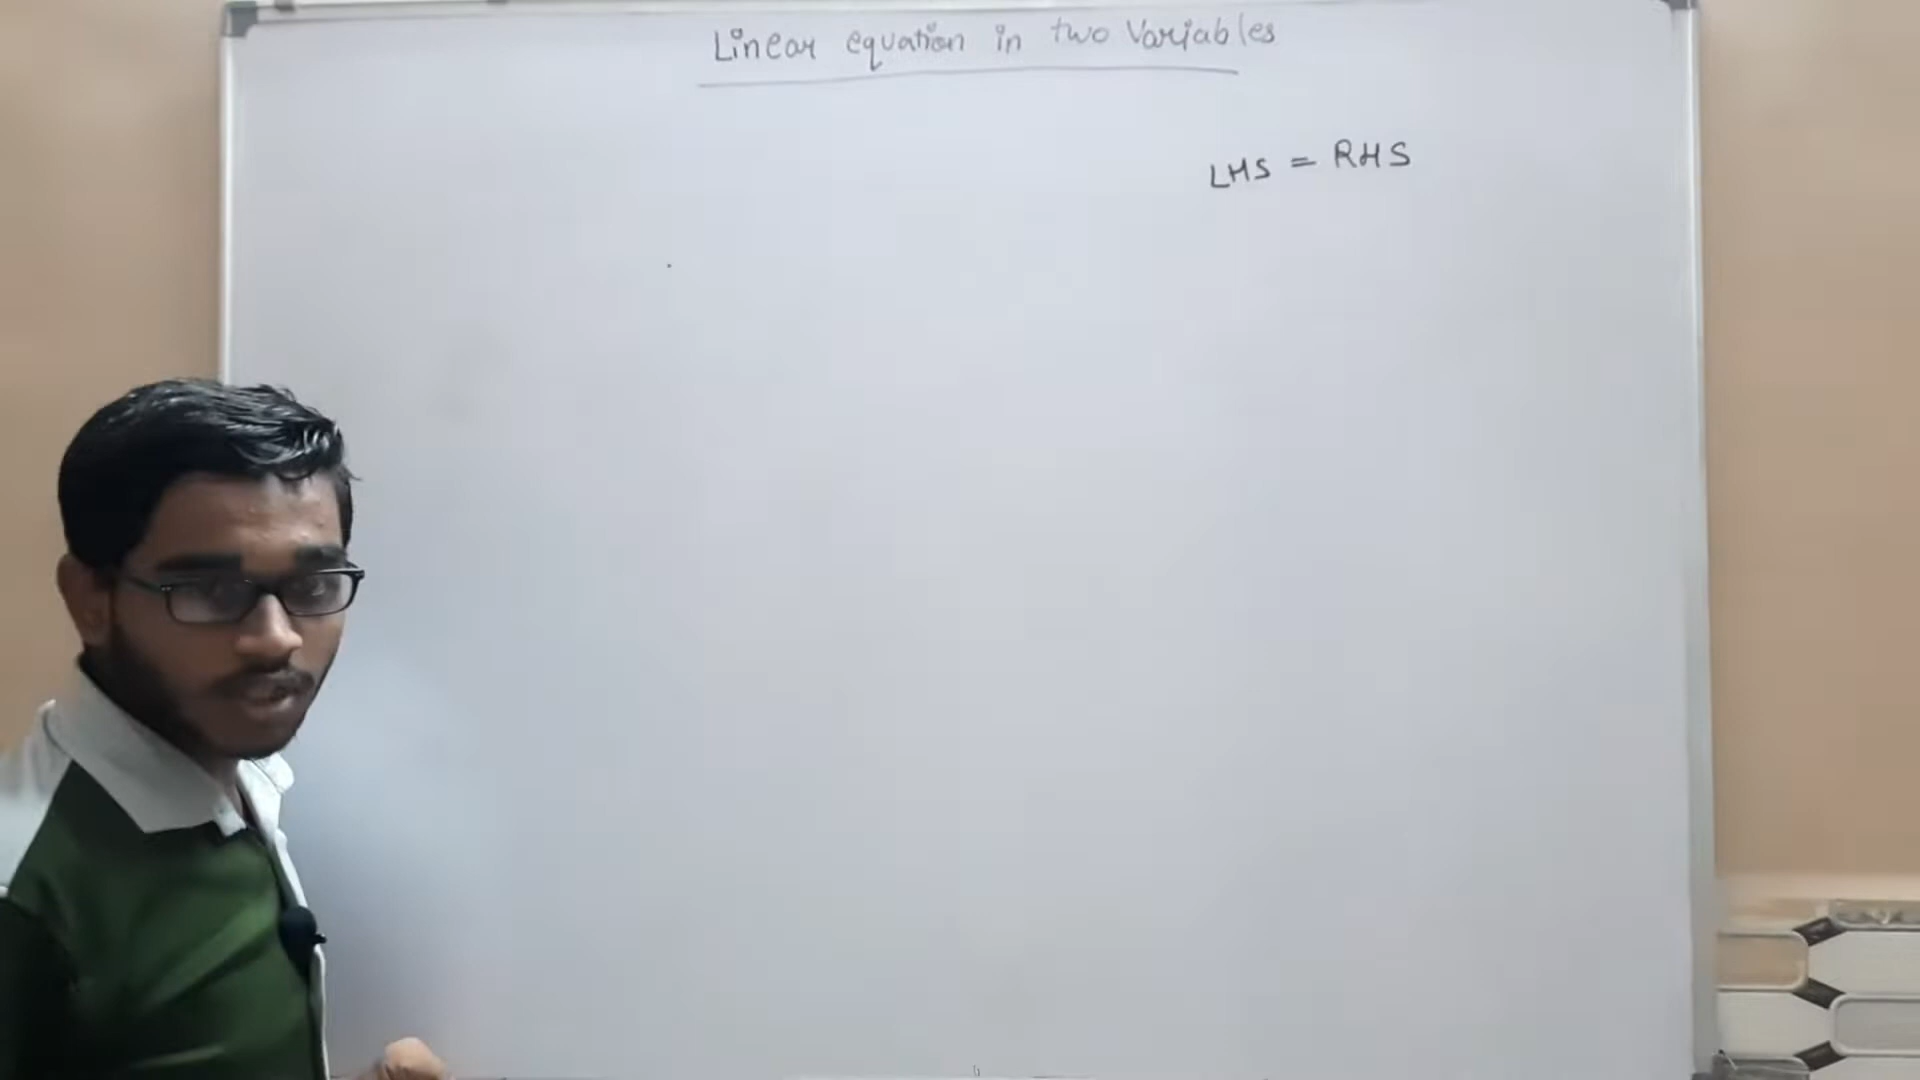 Linear equation in two Variables
LHS = RHS